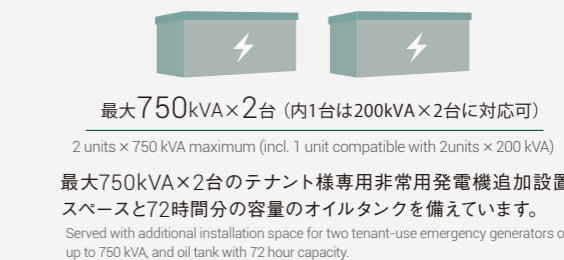 最大750kVA×2台（内1台は200kVA×2台に対応可）
2 units × 750 kVA maximum (incl. 1 unit compatible with 2units × 200 kVA)
最大750kVA×2台のテナント様専用非常用発電機追加設置
スペースと72時間分の容量のオイルタンクを備えています。
Served with additional installation space for two tenant-use emergency generators o
up to 750 kVA, and oil tank with 72 hour capacity.